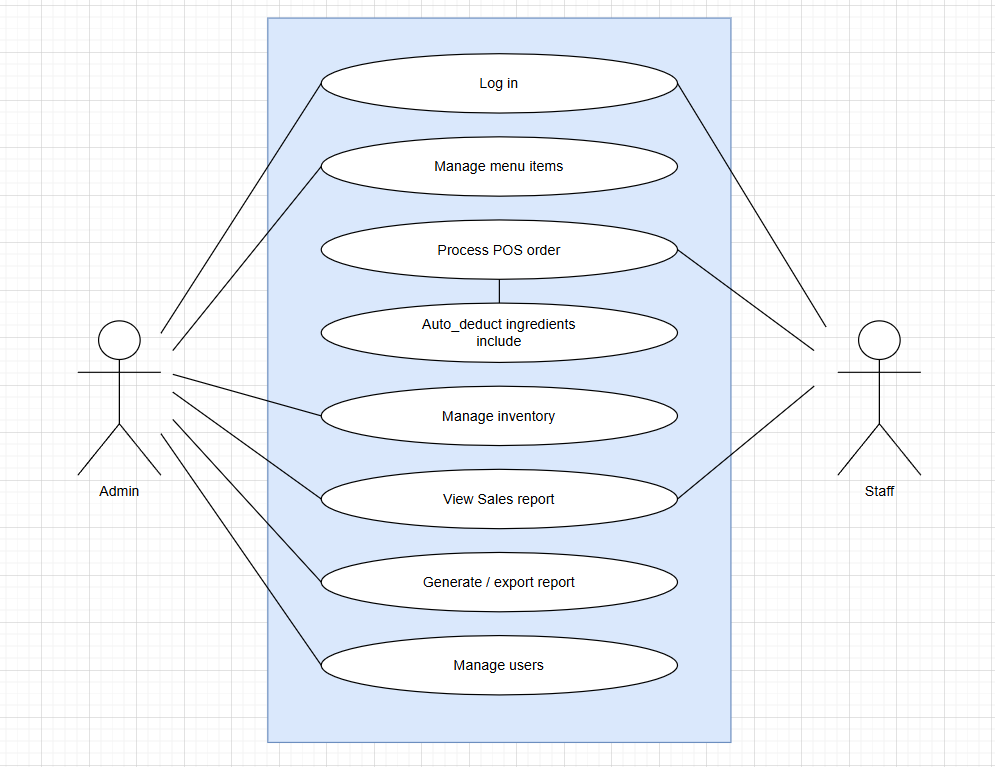 Log in
Manage menu items
Process POS order
Auto_deduct ingredients
include
Manage inventory
View Sales report
Generate / export report
Manage users
Admin
Staff